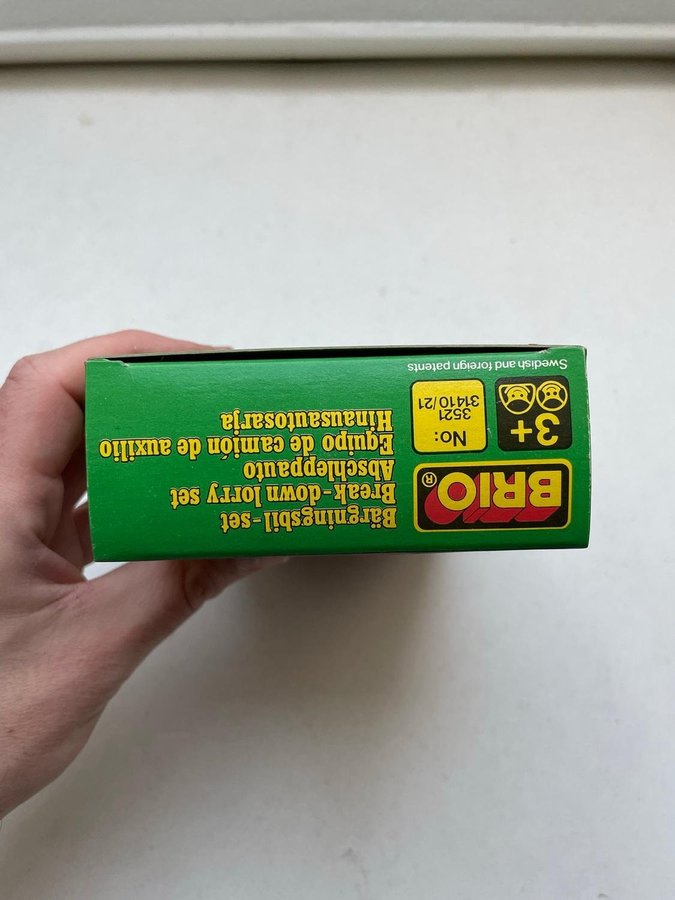 BRIO®
Bärgningsbil-set
Break-down lorry set
Abschleppauto
Equipo de camión de auxilio
Hinausautosarja
3+
No:
3521
31410/21
Swedish and foreign patents